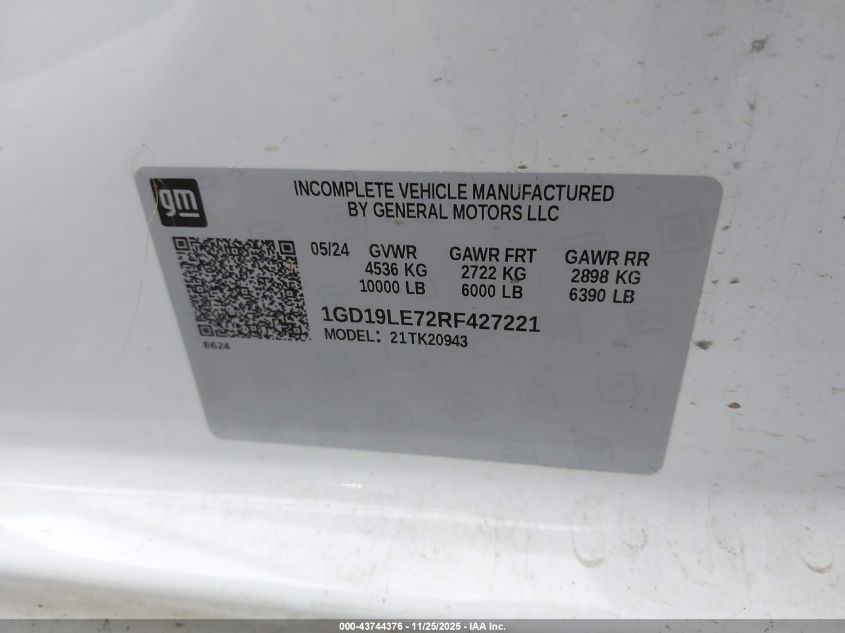 gm
INCOMPLETE VEHICLE MANUFACTURED
BY GENERAL MOTORS LLC
05/24 GVWR GAWR FRT GAWR RR
4536 KG 2722 KG 2898 KG
10000 LB 6000 LB 6390 LB
1GD19LE72RF427221
MODEL: 21TK20943
B624
000-43744376 - 11/25/2025 - IAA Inc.